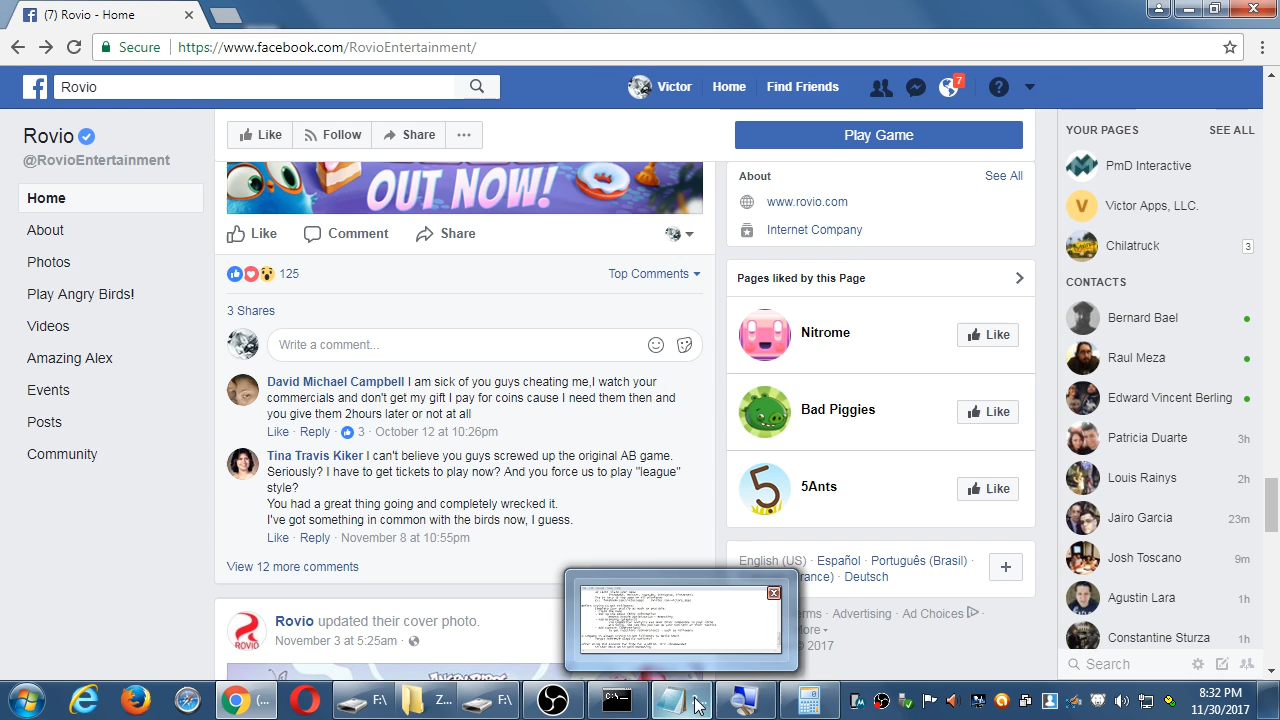 (7) Rovio - Home
Secure
https://www.facebook.com/RovioEntertainment/
Rovio
Victor
Home
Find Friends
7
Rovio
@RovioEntertainment
Home
About
Photos
Play Angry Birds!
Videos
Amazing Alex
Events
Posts
Community
Like
Follow
Share
Play Game
OUT NOW!
Like
Comment
Share
125
Top Comments
3 Shares
Write a comment...
David Michael Campbell I am sick of you guys cheating me,I watch your
commercials and don't get my gift I pay for coins cause I need them then and
you give them 2hours later or not at all
Like · Reply · 3 · October 12 at 10:26pm
Tina Travis Kiker I can't believe you guys screwed up the original AB game.
Seriously? I have to get tickets to play now? And you force us to play "league"
style?
You had a great thing going and completely wrecked it.
I've got something in common with the birds now, I guess.
Like · Reply · November 8 at 10:55pm
View 12 more comments
Rovio updated their cover photo.
November 3 at 5:25am ·
ROVIO
About
See All
www.rovio.com
Internet Company
Pages liked by this Page
Nitrome
Like
Bad Piggies
Like
5
5Ants
Like
English (US) · Español · Português (Brasil) ·
Deutsch
Advertising · Ad Choices
2017
YOUR PAGES
SEE ALL
PmD Interactive
V
Victor Apps, LLC.
Chilatruck
3
CONTACTS
Bernard Bael
Raul Meza
Edward Vincent Berling
Patricia Duarte
3h
Louis Rainys
2h
Jairo Garcia
23m
Josh Toscano
9m
Agustin Lara
1h
Constantine Sturza
1h
Search
(...
F:\
Z...
F:\
C:\
8:32 PM
11/30/2017